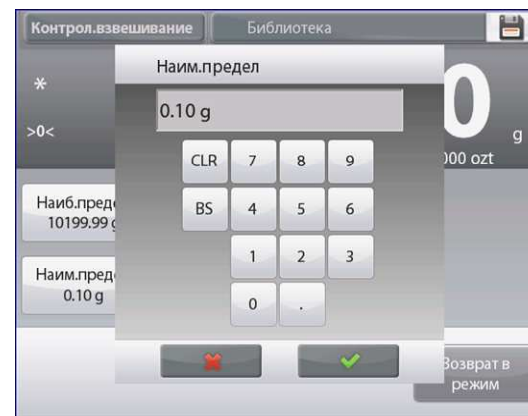 Контрол.взвешивание
Библиотека
*
>0<
0
g
000 ozt
Наиб.преде
10199.99 g
Наим.преде
0.10 g
Наим.предел
0.10 g
CLR 7 8 9
BS 4 5 6
1 2 3
0 .
Возврат в
режим